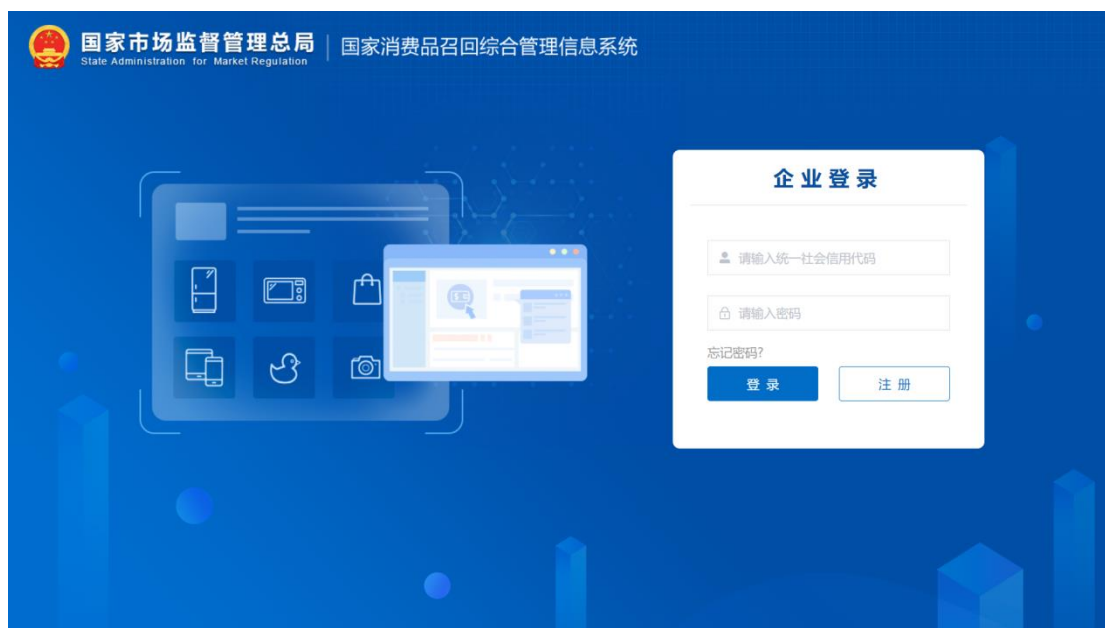 国家市场监督管理总局
State Administration for Market Regulation
国家消费品召回综合管理信息系统
企业登录
请输入统一社会信用代码
请输入密码
忘记密码?
登录
注册